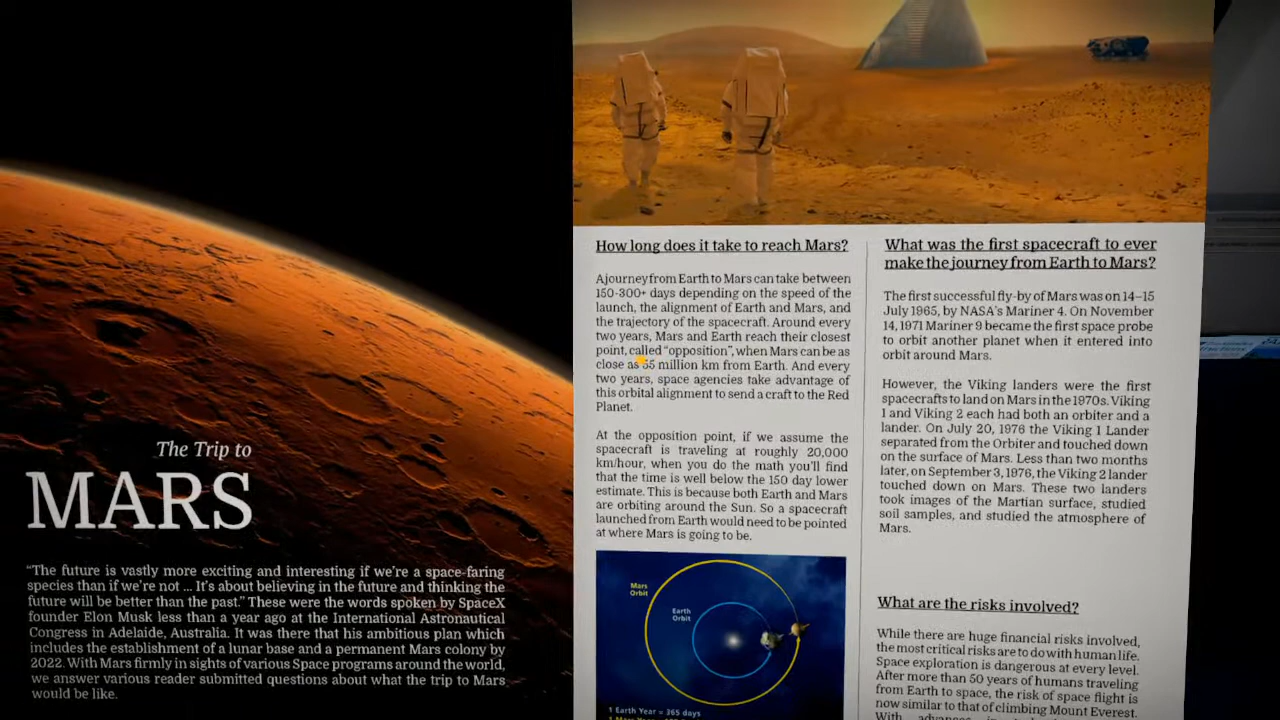 The Trip to
MARS
"The future is vastly more exciting and interesting if we're a space-faring
species than if we're not ... It's about believing in the future and thinking the
future will be better than the past." These were the words spoken by SpaceX
founder Elon Musk less than a year ago at the International Astronautical
Congress in Adelaide, Australia. It was there that his ambitious plan which
includes the establishment of a lunar base and a permanent Mars colony by
2022. With Mars firmly in sights of various Space programs around the world,
we answer various reader submitted questions about what the trip to Mars
would be like.
How long does it take to reach Mars?
A journey from Earth to Mars can take between
150-300+ days depending on the speed of the
launch, the alignment of Earth and Mars, and
the trajectory of the spacecraft. Around every
two years, Mars and Earth reach their closest
point, called "opposition", when Mars can be as
close as 55 million km from Earth. And every
two years, space agencies take advantage of
this orbital alignment to send a craft to the Red
Planet.
At the opposition point, if we assume the
spacecraft is traveling at roughly 20,000
km/hour, when you do the math you'll find
that the time is well below the 150 day lower
estimate. This is because both Earth and Mars
are orbiting around the Sun. So a spacecraft
launched from Earth would need to be pointed
at where Mars is going to be.
Mars
Orbit
Earth
Orbit
1 Earth Year = 365 days
What was the first spacecraft to ever
make the journey from Earth to Mars?
The first successful fly-by of Mars was on 14–15
July 1965, by NASA's Mariner 4. On November
14, 1971 Mariner 9 became the first space probe
to orbit another planet when it entered into
orbit around Mars.
However, the Viking landers were the first
spacecrafts to land on Mars in the 1970s. Viking
1 and Viking 2 each had both an orbiter and a
lander. On July 20, 1976 the Viking 1 Lander
separated from the Orbiter and touched down
on the surface of Mars. Less than two months
later, on September 3, 1976, the Viking 2 lander
touched down on Mars. These two landers
took images of the Martian surface, studied
soil samples, and studied the atmosphere of
Mars.
What are the risks involved?
While there are huge financial risks involved,
the most critical risks are to do with human life.
Space exploration is dangerous at every level.
After more than 50 years of humans traveling
from Earth to space, the risk of space flight is
now similar to that of climbing Mount Everest.
With